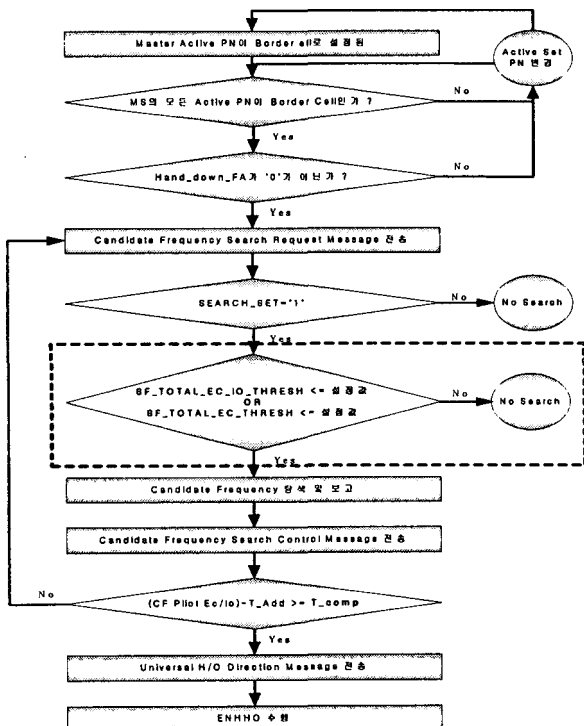 Master Active PN이 Border cell로 설정됨
Active Set
PN 변경
MS의 모든 Active PN이 Border Cell인가 ?
No
Yes
Hand_down_FA가 '0'가 아닌가 ?
No
Yes
Candidate Frequency Search Request Message 전송
SEARCH_SET="1"
No
No Search
Yes
SF_TOTAL_EC_IO_THRESH <= 설정값
OR
SF_TOTAL_EC_THRESH <= 설정값
No
No Search
Yes
Candidate Frequency 탐색 및 보고
Candidate Frequency Search Control Message 전송
No
(CF Pilot Ec/Io)-T_Add >= T_comp
Yes
Universal H/O Direction Message 전송
ENHHO 수행